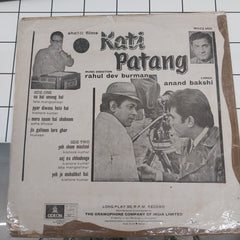 shakti films
Kati
Patang
MUSIC DIRECTOR
rahul dev burman
LYRICS
anand bakshi
SIDE ONE
na koi umang hai
lata mangeshkar
pyar diwana hota hai
kishore kumar
mera naam hai shabnam
asha bhosle
jis gali men tera ghar
mukesh
SIDE TWO
yeh shaam mastani
kishore kumar
aaj na chhodenge
kishore kumar
lata mangeshkar
yeh jo mohabbat hai
kishore kumar
ODEON
LONG PLAY 33⅓ R.P.M. RECORD
THE GRAMOPHONE COMPANY OF INDIA LIMITED